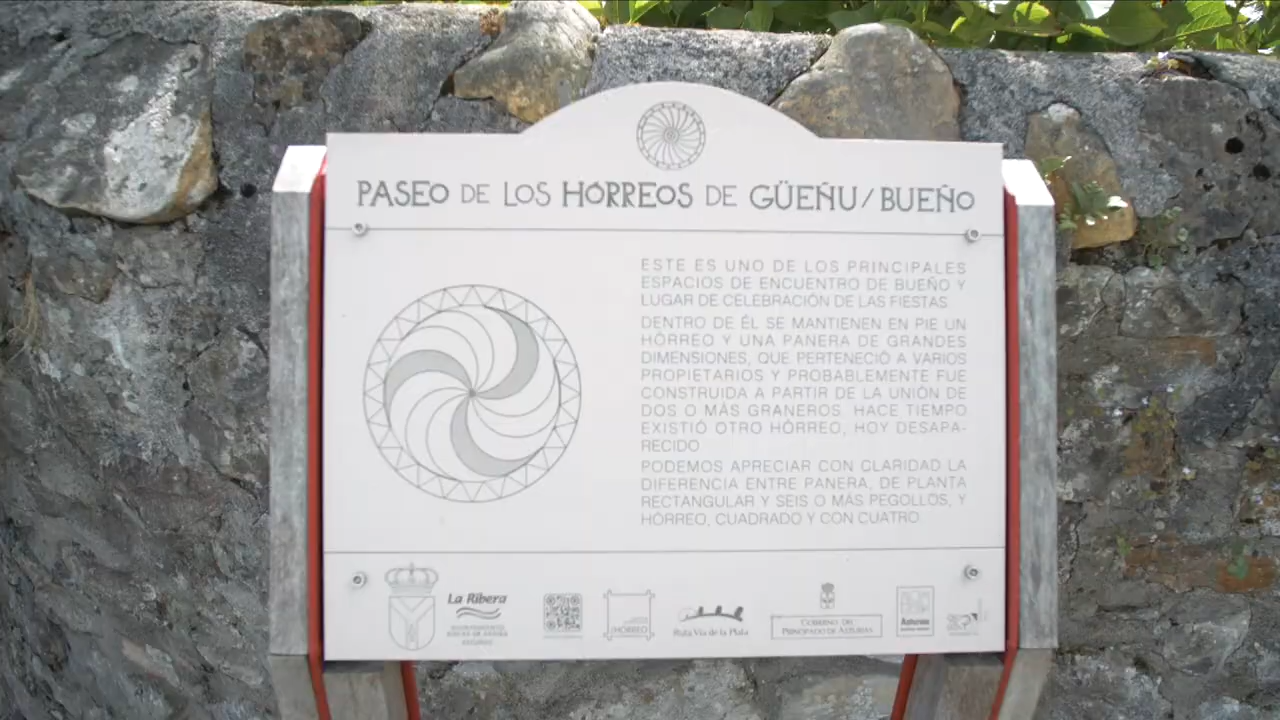 PASEO DE LOS HÓRREOS DE GÜEÑU/BUEÑO
ESTE ES UNO DE LOS PRINCIPALES
ESPACIOS DE ENCUENTRO DE BUEÑO Y
LUGAR DE CELEBRACIÓN DE LAS FIESTAS
DENTRO DE ÉL SE MANTIENEN EN PIE UN
HÓRREO Y UNA PANERA DE GRANDES
DIMENSIONES, QUE PERTENECIÓ A VARIOS
PROPIETARIOS Y PROBABLEMENTE FUE
CONSTRUIDA A PARTIR DE LA UNIÓN DE
DOS O MÁS GRANEROS. HACE TIEMPO
EXISTIÓ OTRO HÓRREO, HOY DESAPA-
RECIDO
PODEMOS APRECIAR CON CLARIDAD LA
DIFERENCIA ENTRE PANERA, DE PLANTA
RECTANGULAR Y SEIS O MÁS PEGOLLOS, Y
HÓRREO, CUADRADO Y CON CUATRO
La Ribera
HÓRREO
Ruta Vía de la Plata
GOBIERNO DEL
PRINCIPADO DE ASTURIAS
Asturias